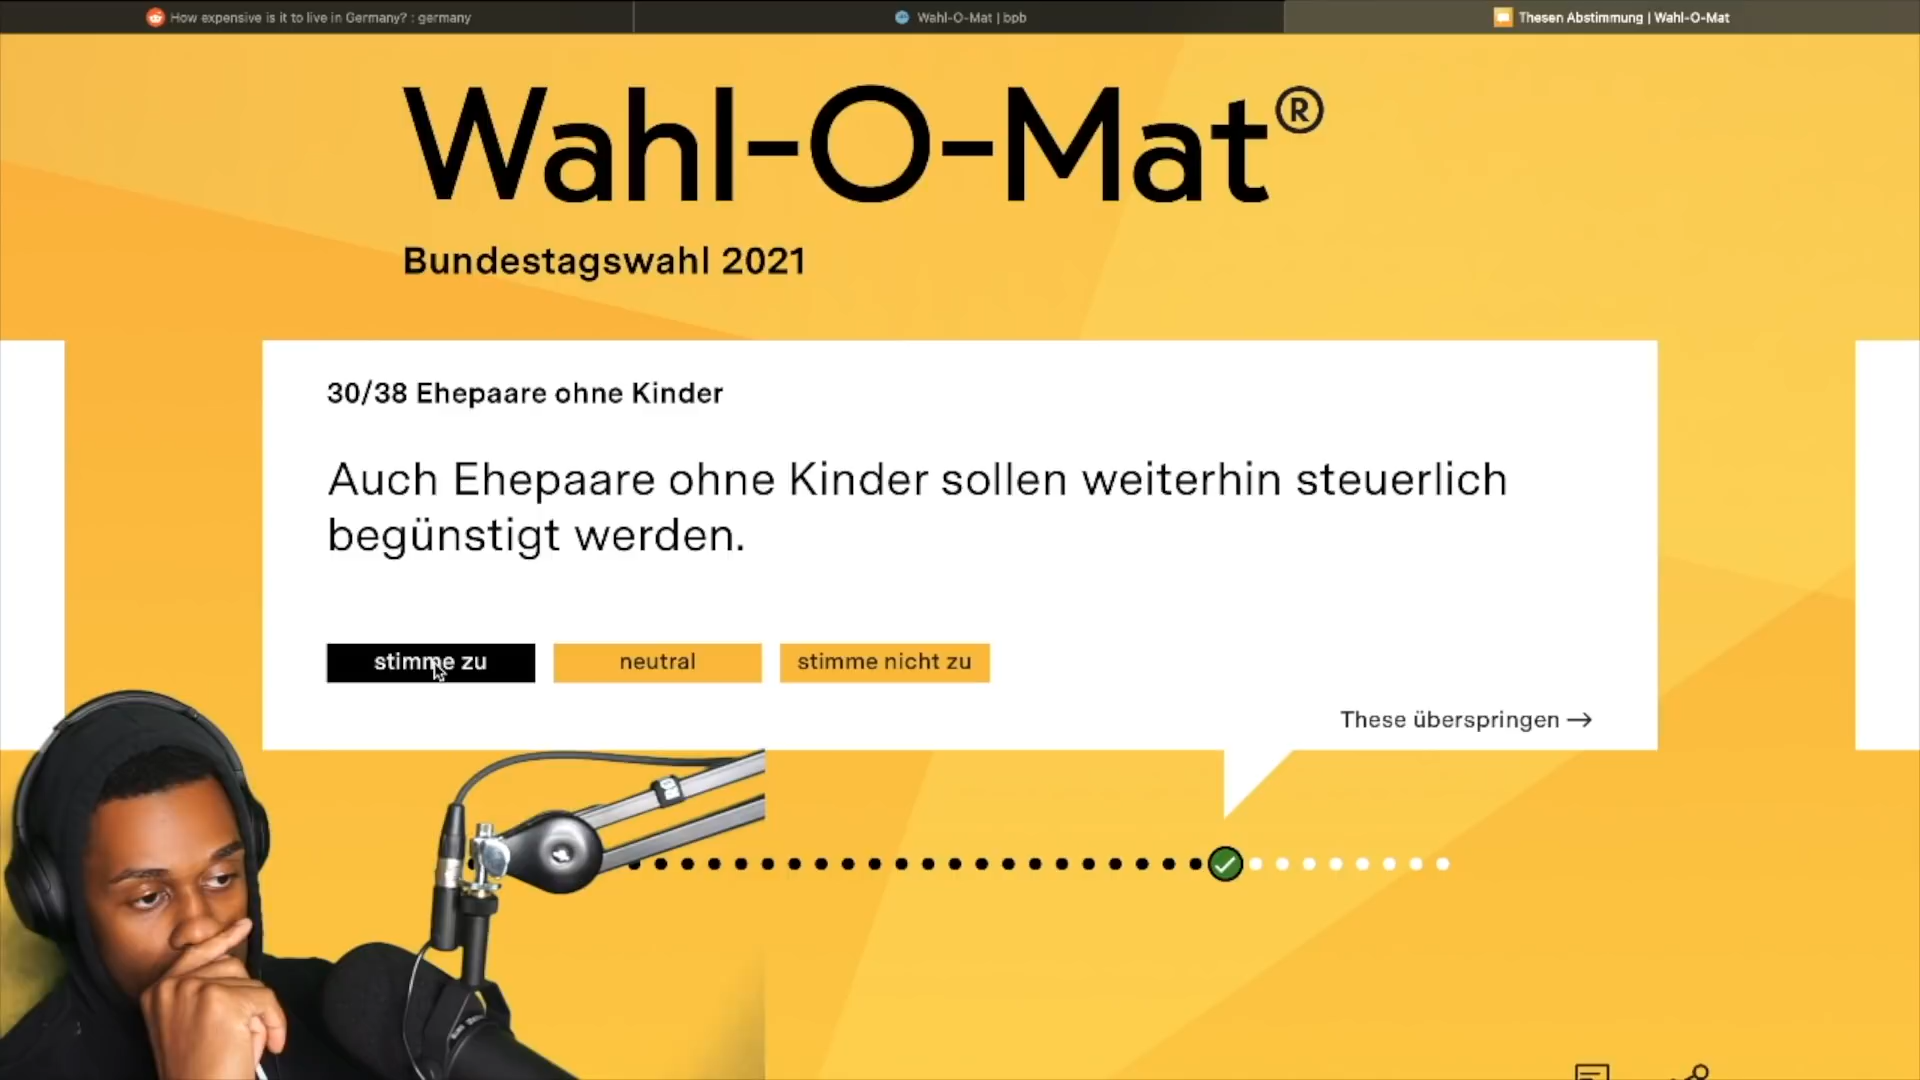 How expensive is it to live in Germany? : germany
Wahl-O-Mat | bpb
Thesen Abstimmung | Wahl-O-Mat
Wahl-O-Mat®
Bundestagswahl 2021
30/38 Ehepaare ohne Kinder
Auch Ehepaare ohne Kinder sollen weiterhin steuerlich
begünstigt werden.
stimme zu
neutral
stimme nicht zu
These überspringen →